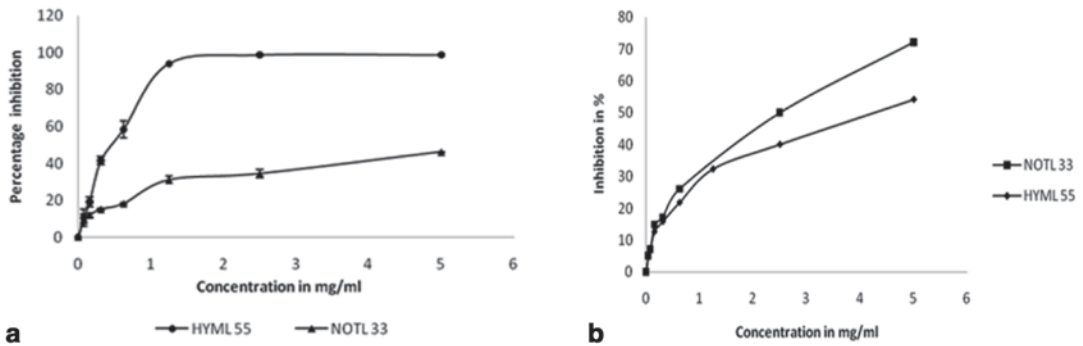 120
100
80
60
40
20
0
Percentage inhibition
0 1 2 3 4 5 6
Concentration in mg/ml
HYML 55 NOTL 33
a
80
70
60
50
40
30
20
10
0
Inhibition in %
0 1 2 3 4 5 6
Concentration in mg/ml
NOTL 33
HYML 55
b